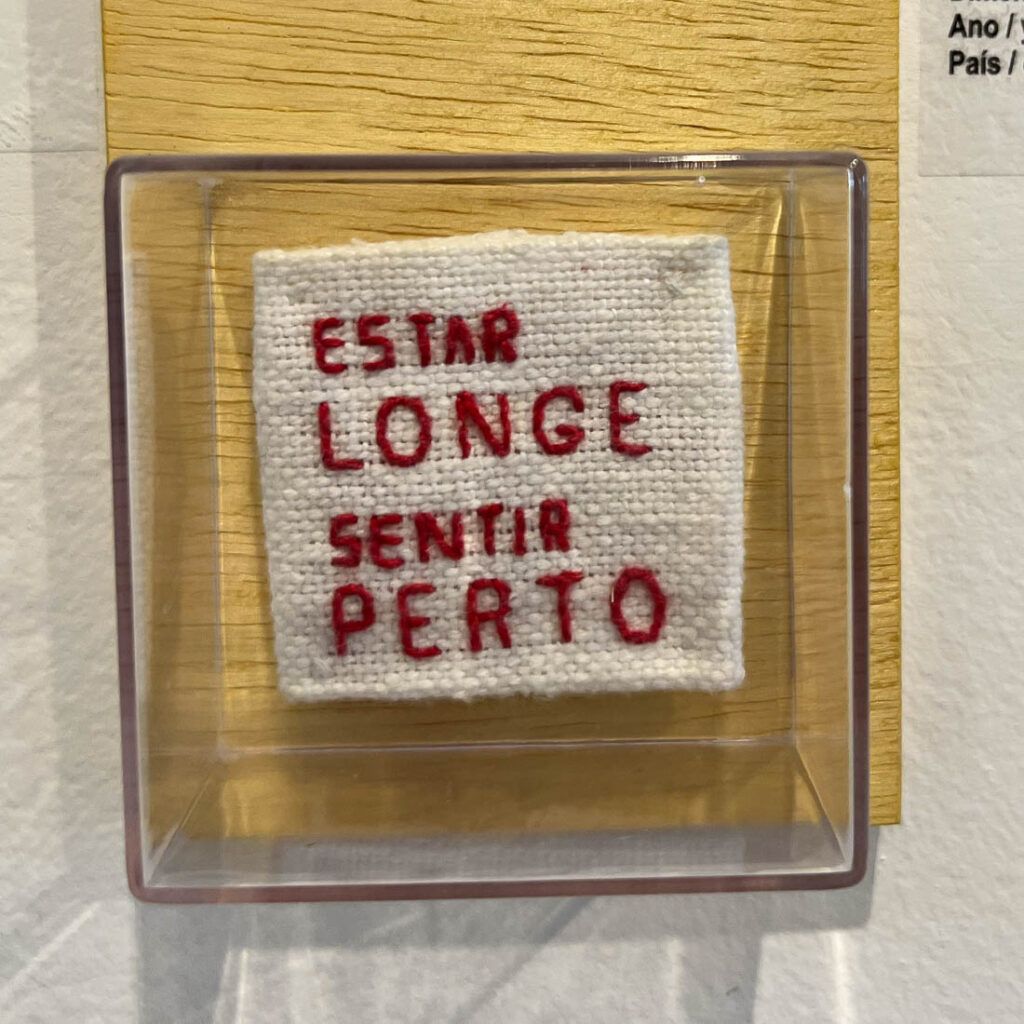 Ano /
País /
ESTAR
LONGE
SENTIR
PERTO